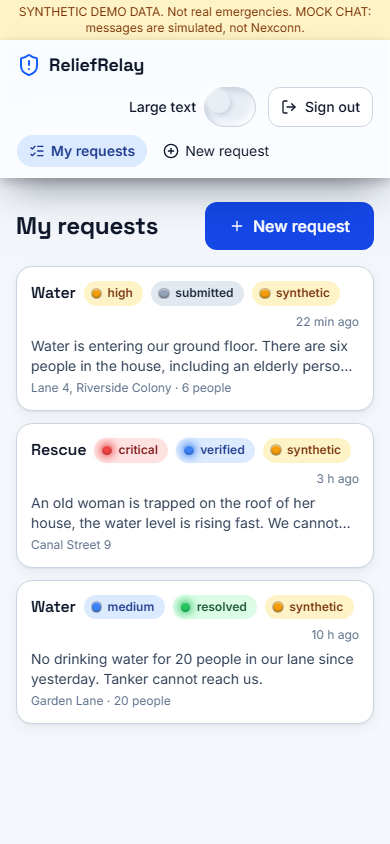 SYNTHETIC DEMO DATA. Not real emergencies. MOCK CHAT:
messages are simulated, not Nexconn.
ReliefRelay
Large text
Sign out
My requests
New request
My requests
+ New request
Water high submitted synthetic
22 min ago
Water is entering our ground floor. There are six
people in the house, including an elderly perso...
Lane 4, Riverside Colony · 6 people
Rescue critical verified synthetic
3 h ago
An old woman is trapped on the roof of her
house, the water level is rising fast. We cannot...
Canal Street 9
Water medium resolved synthetic
10 h ago
No drinking water for 20 people in our lane since
yesterday. Tanker cannot reach us.
Garden Lane · 20 people